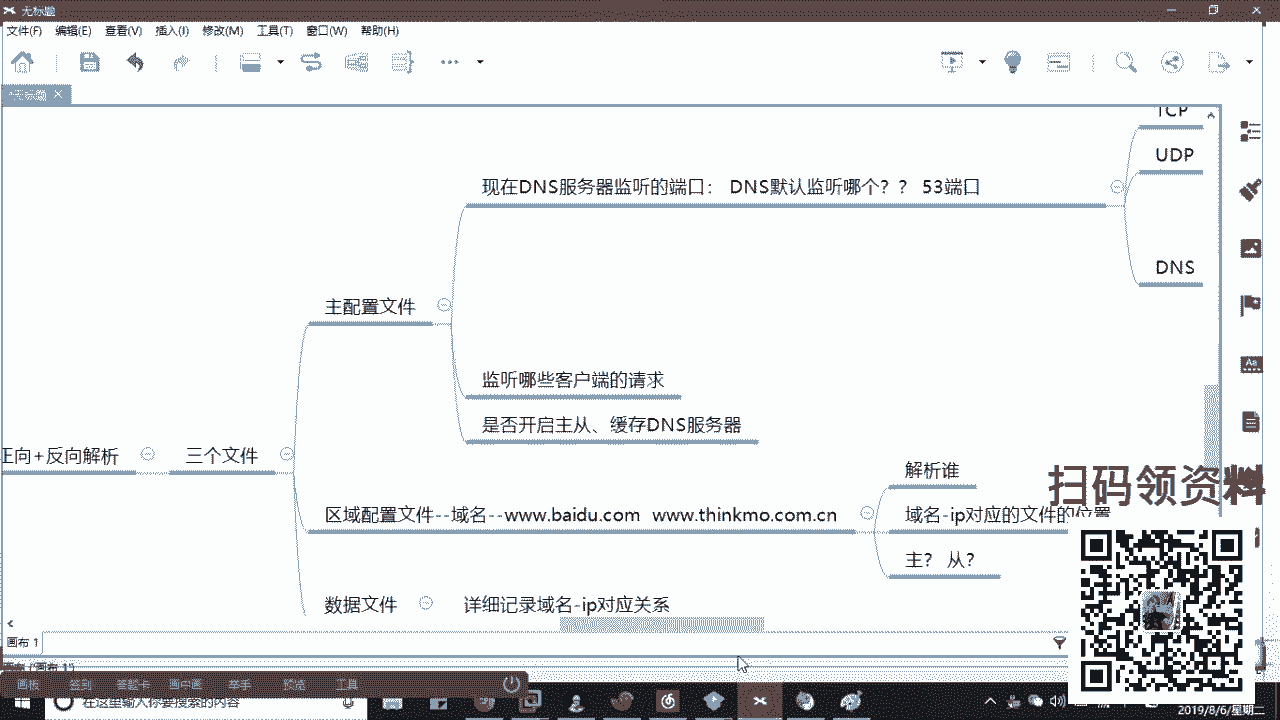 无标题
文件(F) 编辑(E) 查看(V) 插入(I) 修改(M) 工具(T) 窗口(W) 帮助(H)
*无标题
TCP
UDP
现在DNS服务器监听的端口： DNS默认监听哪个？？ 53端口
DNS
主配置文件
监听哪些客户端的请求
是否开启主从、缓存DNS服务器
正向+反向解析
三个文件
解析谁
区域配置文件--域名--www.baidu.com www.thinkmo.com.cn
域名-ip对应的文件的位置
主？ 从？
数据文件
详细记录域名-ip对应关系
扫码领资料
画布 1
画板 签到 答题卡 画中画 举手 预览 工具
在这里输入你要搜索的内容
2019/8/6/星期二